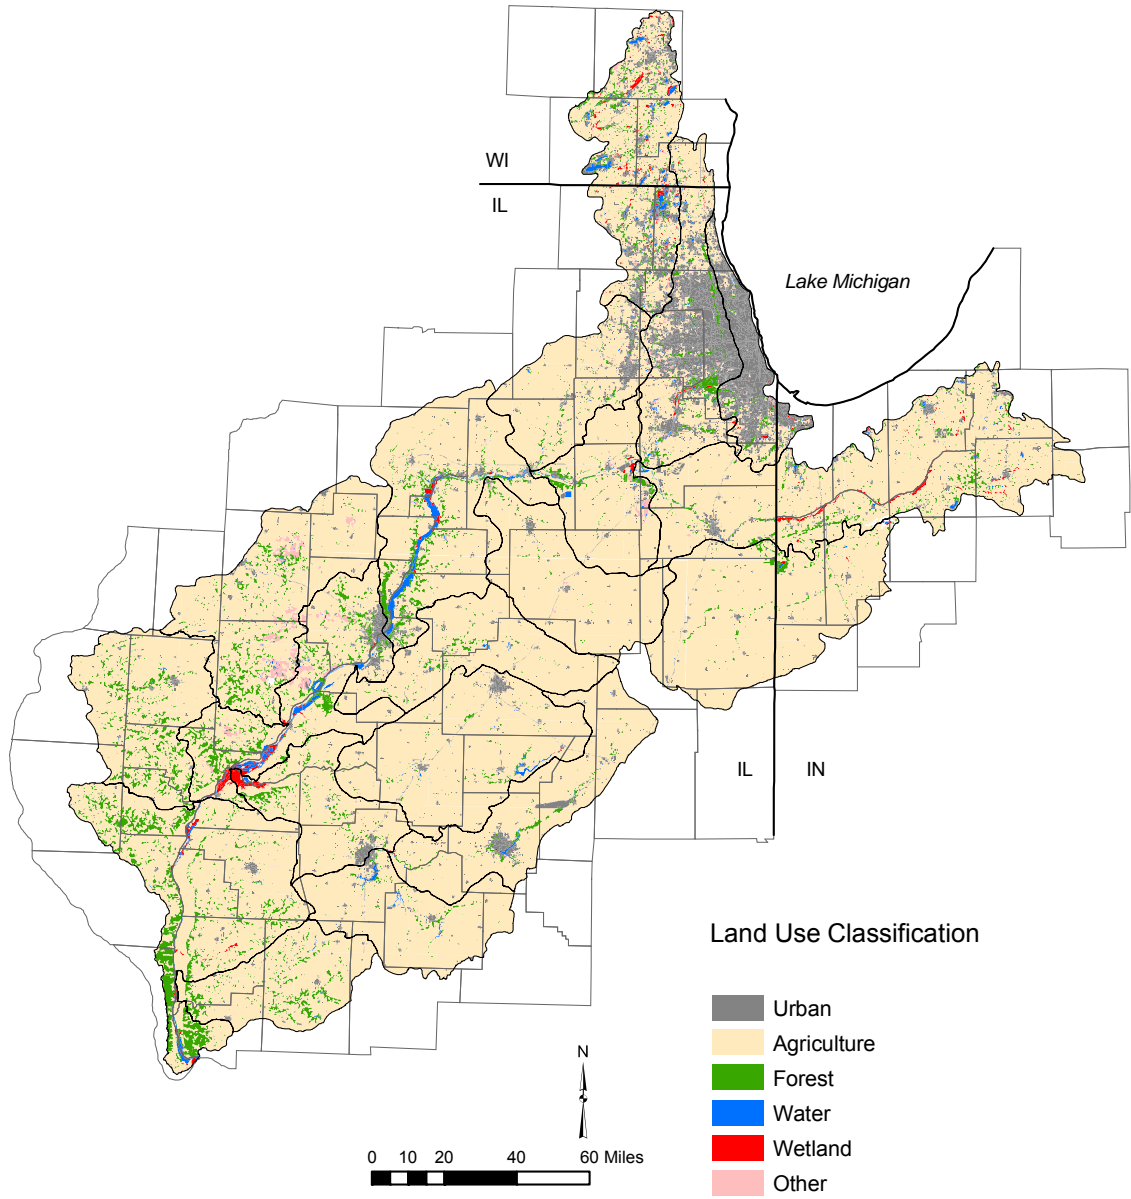 WI
IL
Lake Michigan
IL
IN
Land Use Classification
Urban
Agriculture
Forest
Water
Wetland
Other
N
0 10 20 40 60 Miles